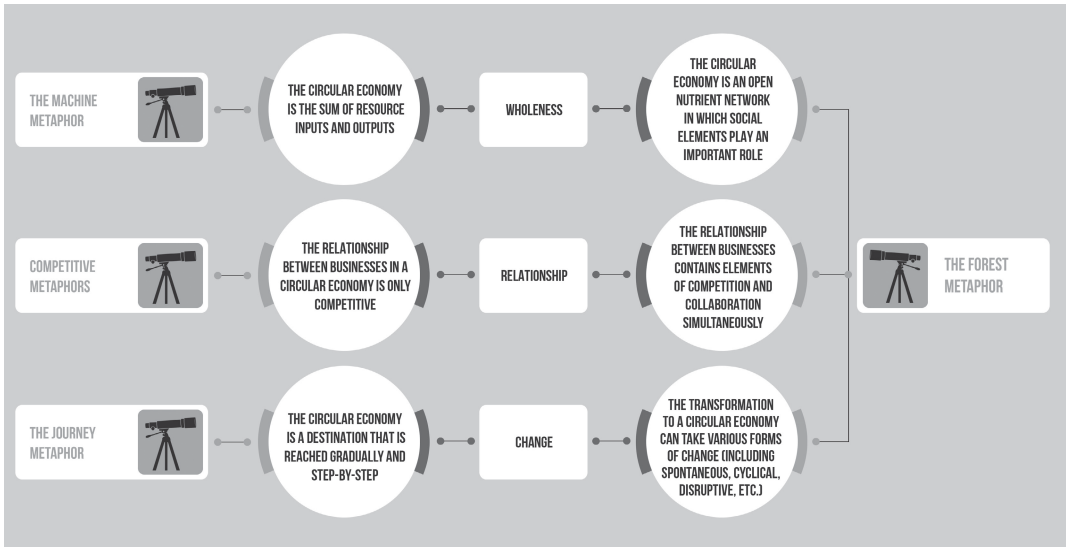 THE MACHINE
METAPHOR
THE CIRCULAR ECONOMY
IS THE SUM OF RESOURCE
INPUTS AND OUTPUTS
WHOLENESS
THE CIRCULAR
ECONOMY IS AN OPEN
NUTRIENT NETWORK
IN WHICH SOCIAL
ELEMENTS PLAY AN
IMPORTANT ROLE
COMPETITIVE
METAPHORS
THE RELATIONSHIP
BETWEEN BUSINESSES IN A
CIRCULAR ECONOMY IS ONLY
COMPETITIVE
RELATIONSHIP
THE RELATIONSHIP
BETWEEN BUSINESSES
CONTAINS ELEMENTS
OF COMPETITION AND
COLLABORATION
SIMULTANEOUSLY
THE FOREST
METAPHOR
THE JOURNEY
METAPHOR
THE CIRCULAR ECONOMY
IS A DESTINATION THAT IS
REACHED GRADUALLY AND
STEP-BY-STEP
CHANGE
THE TRANSFORMATION
TO A CIRCULAR ECONOMY
CAN TAKE VARIOUS FORMS
OF CHANGE (INCLUDING
SPONTANEOUS, CYCLICAL,
DISRUPTIVE, ETC.)